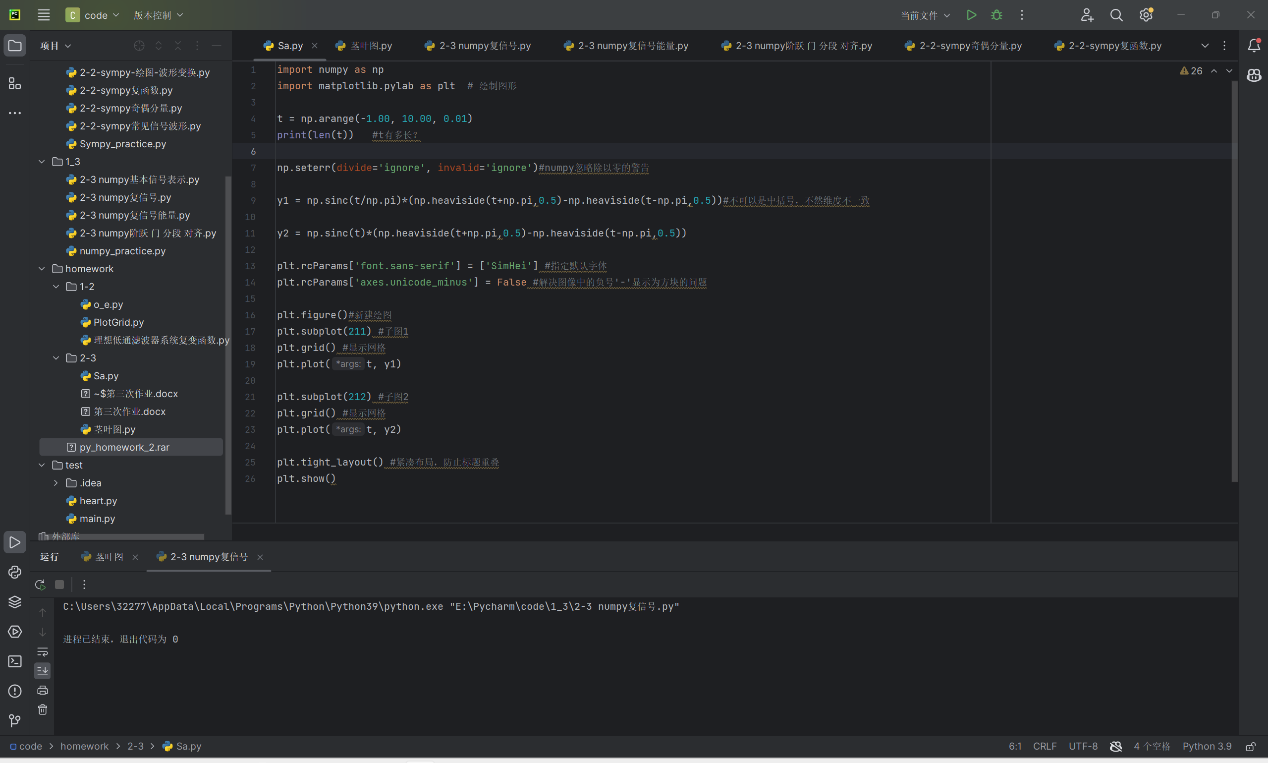 PC
C code
版本控制
当前文件
项目
Sa.py
茎叶图.py
2-3 numpy复信号.py
2-3 numpy复信号能量.py
2-3 numpy阶跃 门 分段 对齐.py
2-2-sympy奇偶分量.py
2-2-sympy复函数.py
2-2-sympy-绘图-波形变换.py
2-2-sympy复函数.py
2-2-sympy奇偶分量.py
2-2-sympy常见信号波形.py
Sympy_practice.py
1_3
2-3 numpy基本信号表示.py
2-3 numpy复信号.py
2-3 numpy复信号能量.py
2-3 numpy阶跃 门 分段 对齐.py
numpy_practice.py
homework
1-2
o_e.py
PlotGrid.py
理想低通滤波器系统复变函数.py
2-3
Sa.py
~$第三次作业.docx
第三次作业.docx
茎叶图.py
py_homework_2.rar
test
.idea
heart.py
main.py
外部库
26
1 import numpy as np
2 import matplotlib.pylab as plt  # 绘制图形
3
4 t = np.arange(-1.00, 10.00, 0.01)
5 print(len(t))   #t有多长?
6
7 np.seterr(divide='ignore', invalid='ignore')#numpy忽略除以零的警告
8
9 y1 = np.sinc(t/np.pi)*(np.heaviside(t+np.pi,0.5)-np.heaviside(t-np.pi,0.5))#不可以是中括号，不然维度不一致
10
11 y2 = np.sinc(t)*(np.heaviside(t+np.pi,0.5)-np.heaviside(t-np.pi,0.5))
12
13 plt.rcParams['font.sans-serif'] = ['SimHei'] #指定默认字体
14 plt.rcParams['axes.unicode_minus'] = False #解决图像中的负号'-'显示为方块的问题
15
16 plt.figure()#新建绘图
17 plt.subplot(211) #子图1
18 plt.grid() #显示网格
19 plt.plot( *args: t, y1)
20
21 plt.subplot(212) #子图2
22 plt.grid() #显示网格
23 plt.plot( *args: t, y2)
24
25 plt.tight_layout() #紧凑布局，防止标题重叠
26 plt.show()
运行
茎叶图
2-3 numpy复信号
C:\Users\32277\AppData\Local\Programs\Python\Python39\python.exe "E:\Pycharm\code\1_3\2-3 numpy复信号.py"
进程已结束，退出代码为 0
code > homework > 2-3 > Sa.py
6:1
CRLF
UTF-8
4 个空格
Python 3.9